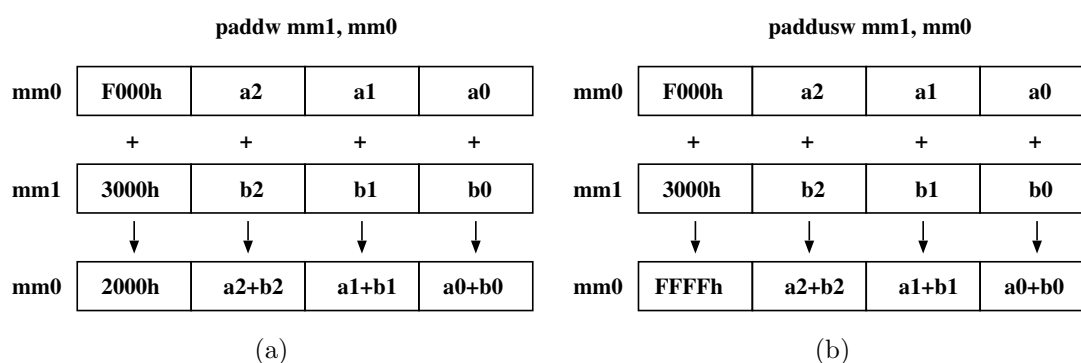 paddw mm1, mm0
mm0 F000h a2 a1 a0
+ + + +
mm1 3000h b2 b1 b0
mm0 2000h a2+b2 a1+b1 a0+b0
(a)
paddusw mm1, mm0
mm0 F000h a2 a1 a0
+ + + +
mm1 3000h b2 b1 b0
mm0 FFFFh a2+b2 a1+b1 a0+b0
(b)